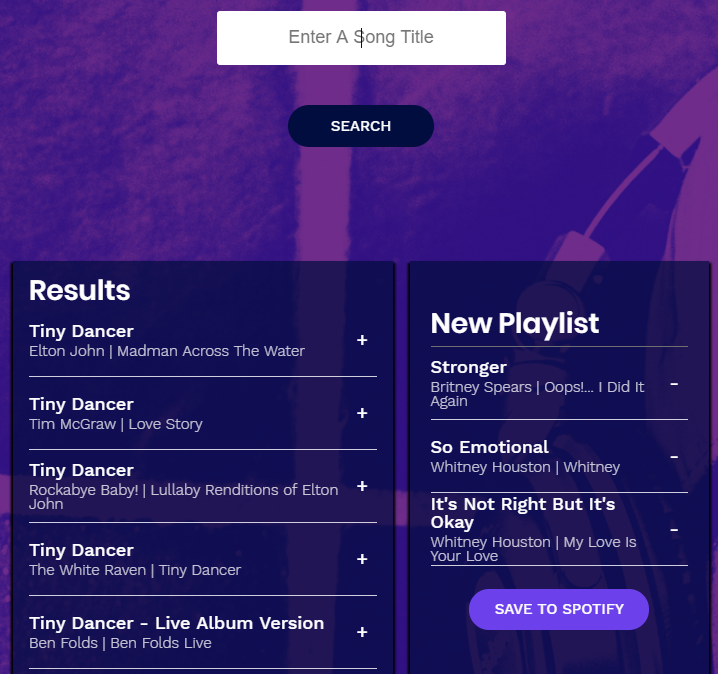 Enter A Song Title
SEARCH
Results
Tiny Dancer
Elton John | Madman Across The Water
+
Tiny Dancer
Tim McGraw | Love Story
+
Tiny Dancer
Rockabye Baby! | Lullaby Renditions of Elton
John
+
Tiny Dancer
The White Raven | Tiny Dancer
+
Tiny Dancer - Live Album Version
Ben Folds | Ben Folds Live
+
New Playlist
Stronger
Britney Spears | Oops!... I Did It
Again
-
So Emotional
Whitney Houston | Whitney
-
It's Not Right But It's
Okay
Whitney Houston | My Love Is
Your Love
-
SAVE TO SPOTIFY